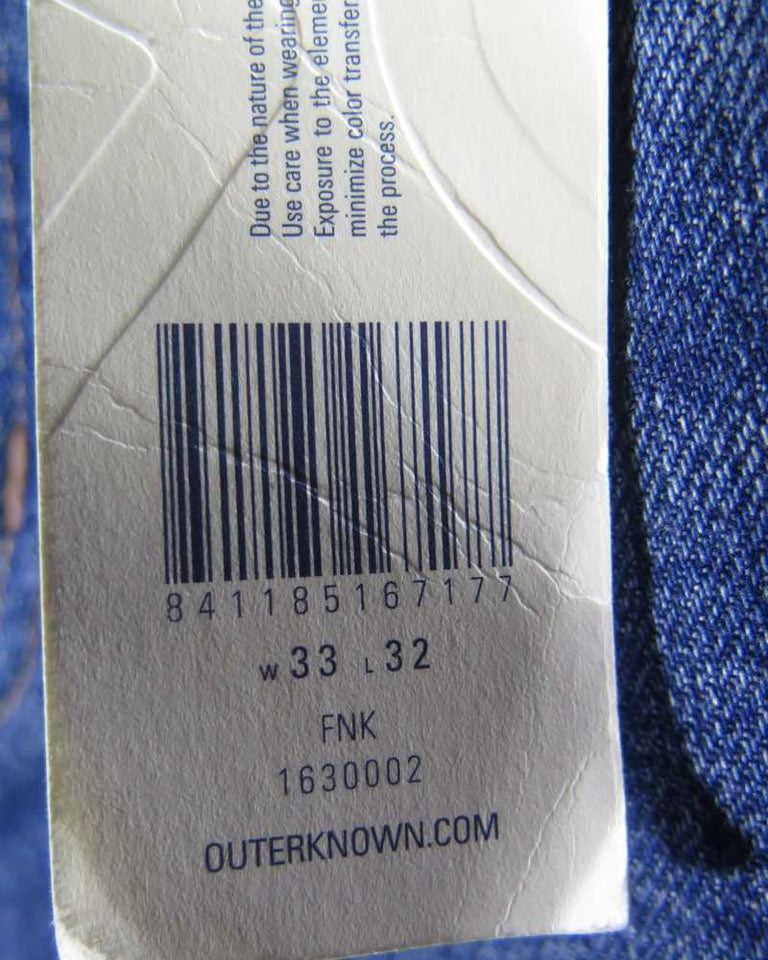 Due to the nature of the
Use care when wearing
Exposure to the
minimize color transfer
the process.
841185167177
W 33 L 32
FNK
1630002
OUTERKNOWN.COM